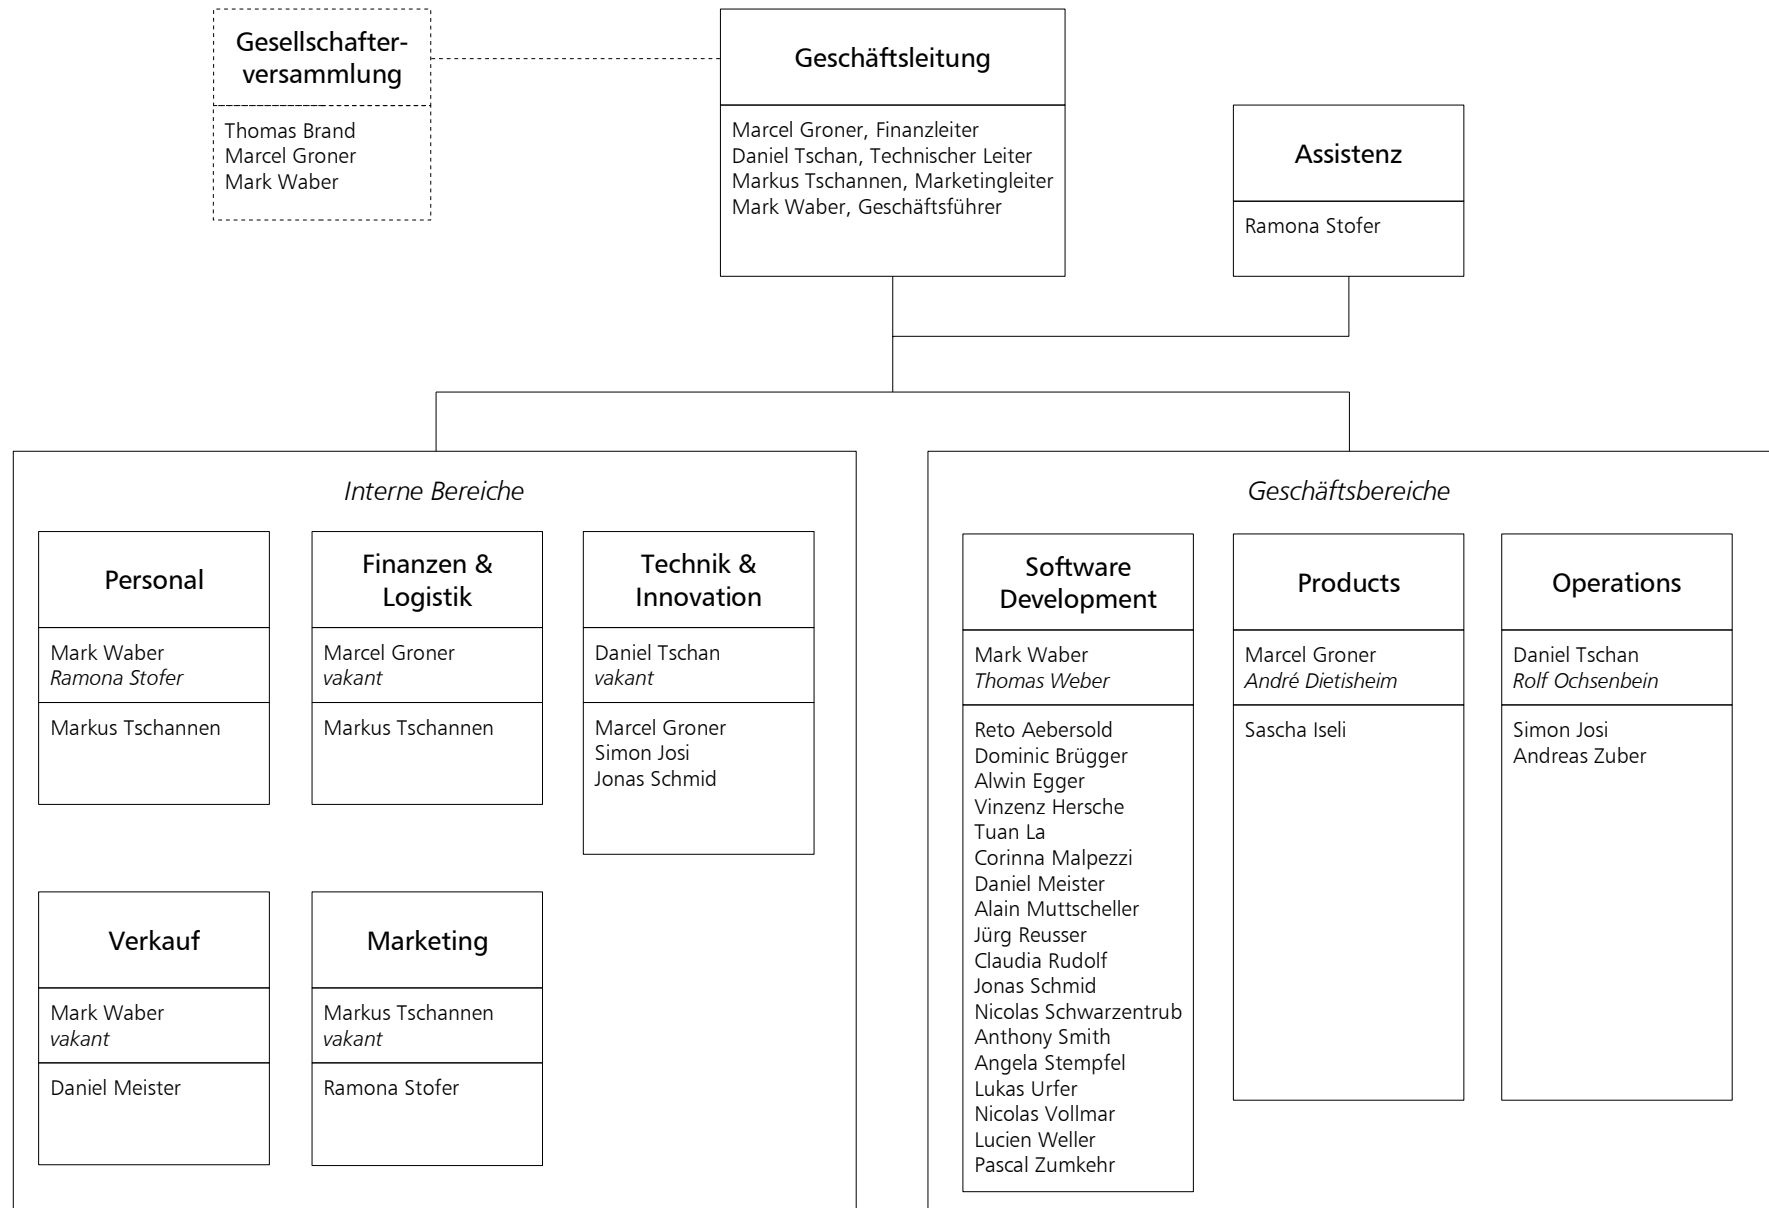 Gesellschafter-
versammlung
Thomas Brand
Marcel Groner
Mark Waber
Geschäftsleitung
Marcel Groner, Finanzleiter
Daniel Tschan, Technischer Leiter
Markus Tschannen, Marketingleiter
Mark Waber, Geschäftsführer
Assistenz
Ramona Stofer
Interne Bereiche
Personal
Mark Waber
Ramona Stofer
Markus Tschannen
Finanzen &
Logistik
Marcel Groner
vakant
Markus Tschannen
Technik &
Innovation
Daniel Tschan
vakant
Marcel Groner
Simon Josi
Jonas Schmid
Verkauf
Mark Waber
vakant
Daniel Meister
Marketing
Markus Tschannen
vakant
Ramona Stofer
Geschäftsbereiche
Software
Development
Mark Waber
Thomas Weber
Reto Aebersold
Dominic Brügger
Alwin Egger
Vinzenz Hersche
Tuan La
Corinna Malpezzi
Daniel Meister
Alain Muttscheller
Jürg Reusser
Claudia Rudolf
Jonas Schmid
Nicolas Schwarzentrub
Anthony Smith
Angela Stempfel
Lukas Urfer
Nicolas Vollmar
Lucien Weller
Pascal Zumkehr
Products
Marcel Groner
André Dietisheim
Sascha Iseli
Operations
Daniel Tschan
Rolf Ochsenbein
Simon Josi
Andreas Zuber